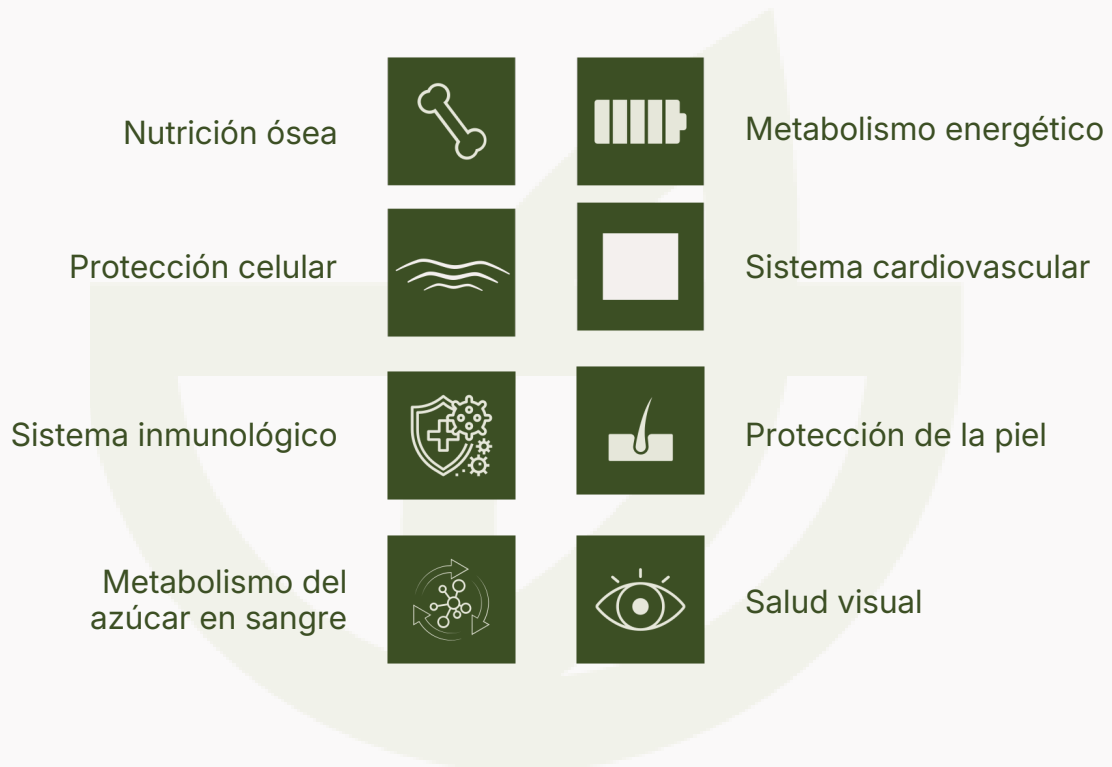 Nutrición ósea
Metabolismo energético
Protección celular
Sistema cardiovascular
Sistema inmunológico
Protección de la piel
Metabolismo del
azúcar en sangre
Salud visual